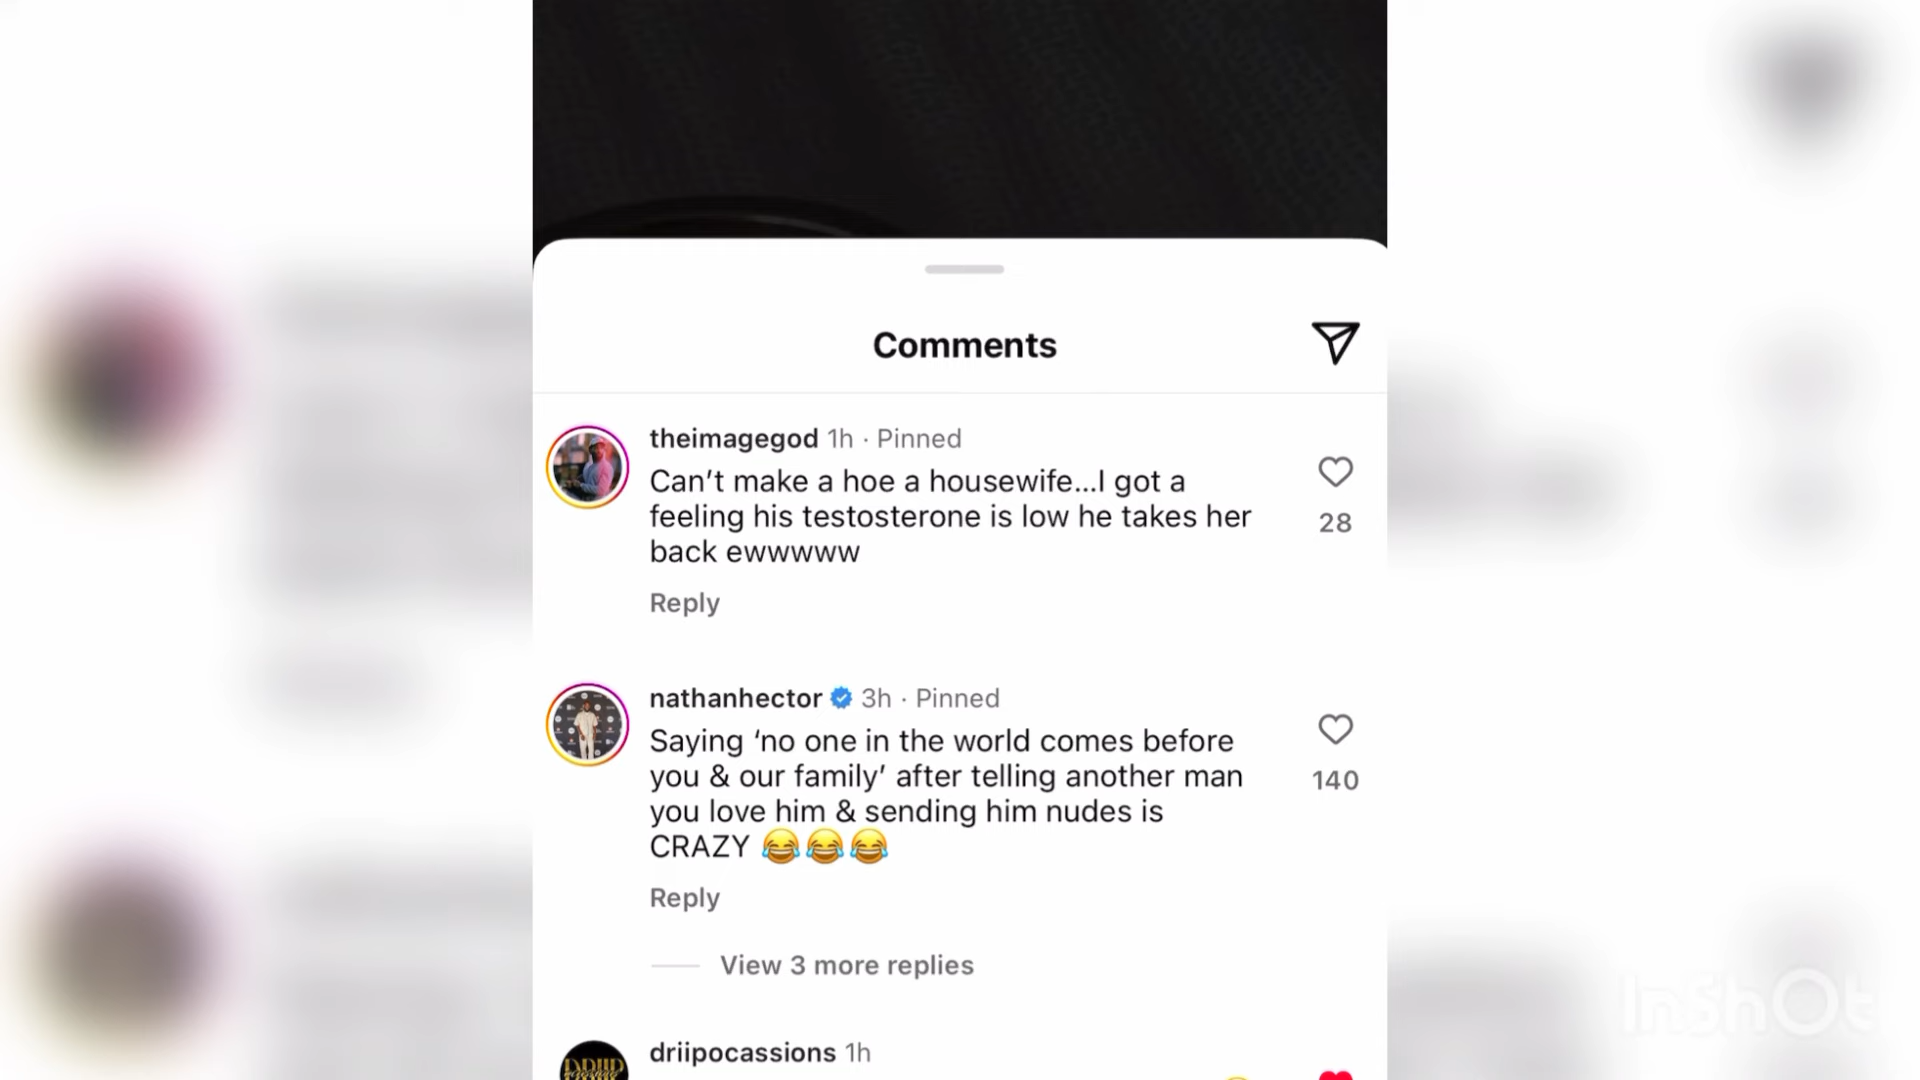 Comments
theimagegod 1h · Pinned
Can’t make a hoe a housewife...I got a
feeling his testosterone is low he takes her
back ewwwww
28
Reply
nathanhector 3h · Pinned
Saying ‘no one in the world comes before
you & our family’ after telling another man
you love him & sending him nudes is
CRAZY 😂😂😂
140
Reply
View 3 more replies
driipocassions 1h
InShOt